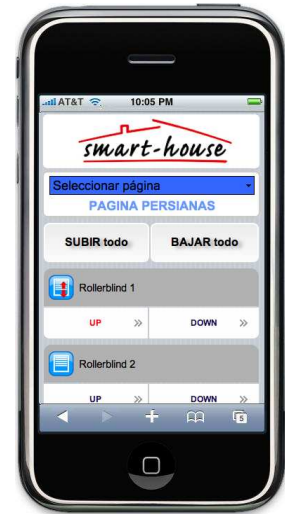 AT&T 10:05 PM
smart-house
Seleccionar página
PAGINA PERSIANAS
SUBIR todo BAJAR todo
Rollerblind 1
UP >> DOWN >>
Rollerblind 2
UP >> DOWN >>
5